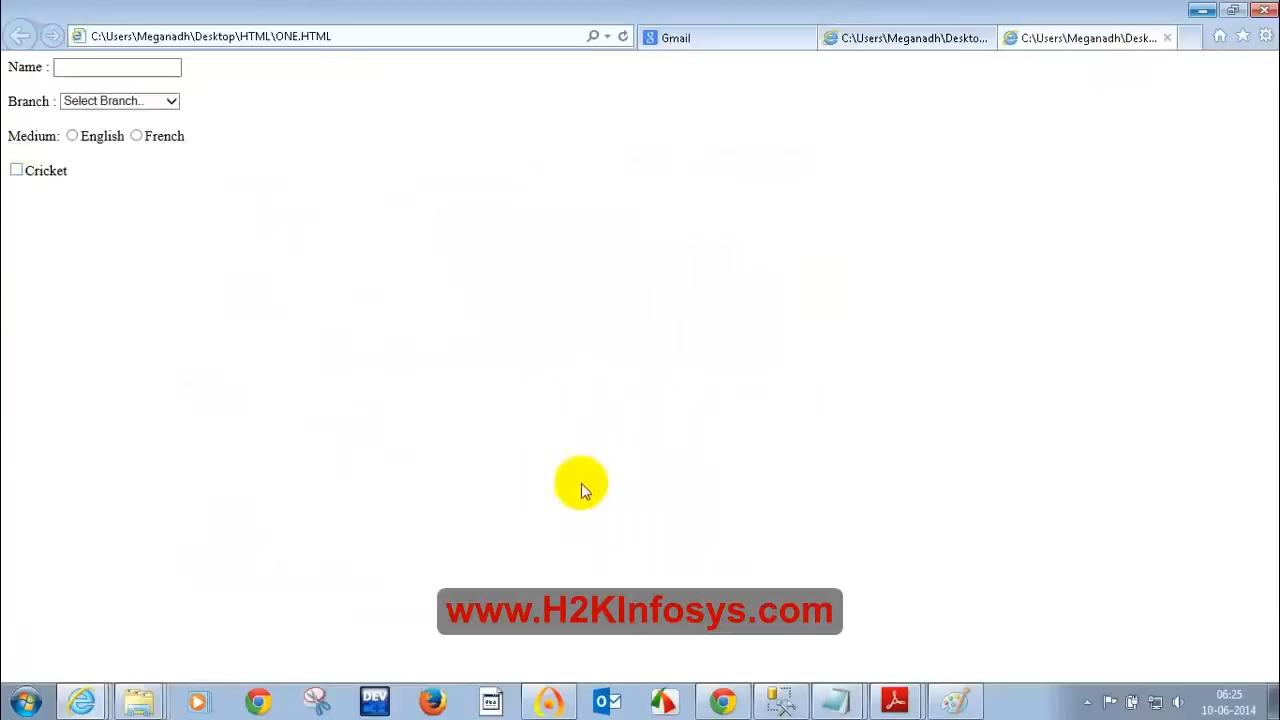 C:\Users\Meganadh\Desktop\HTML\ONE.HTML
Gmail
C:\Users\Meganadh\Deskto...
C:\Users\Meganadh\Desk...
Name :
Branch : Select Branch..
Medium: English French
Cricket
www.H2KInfosys.com
DEV
06:25
10-06-2014